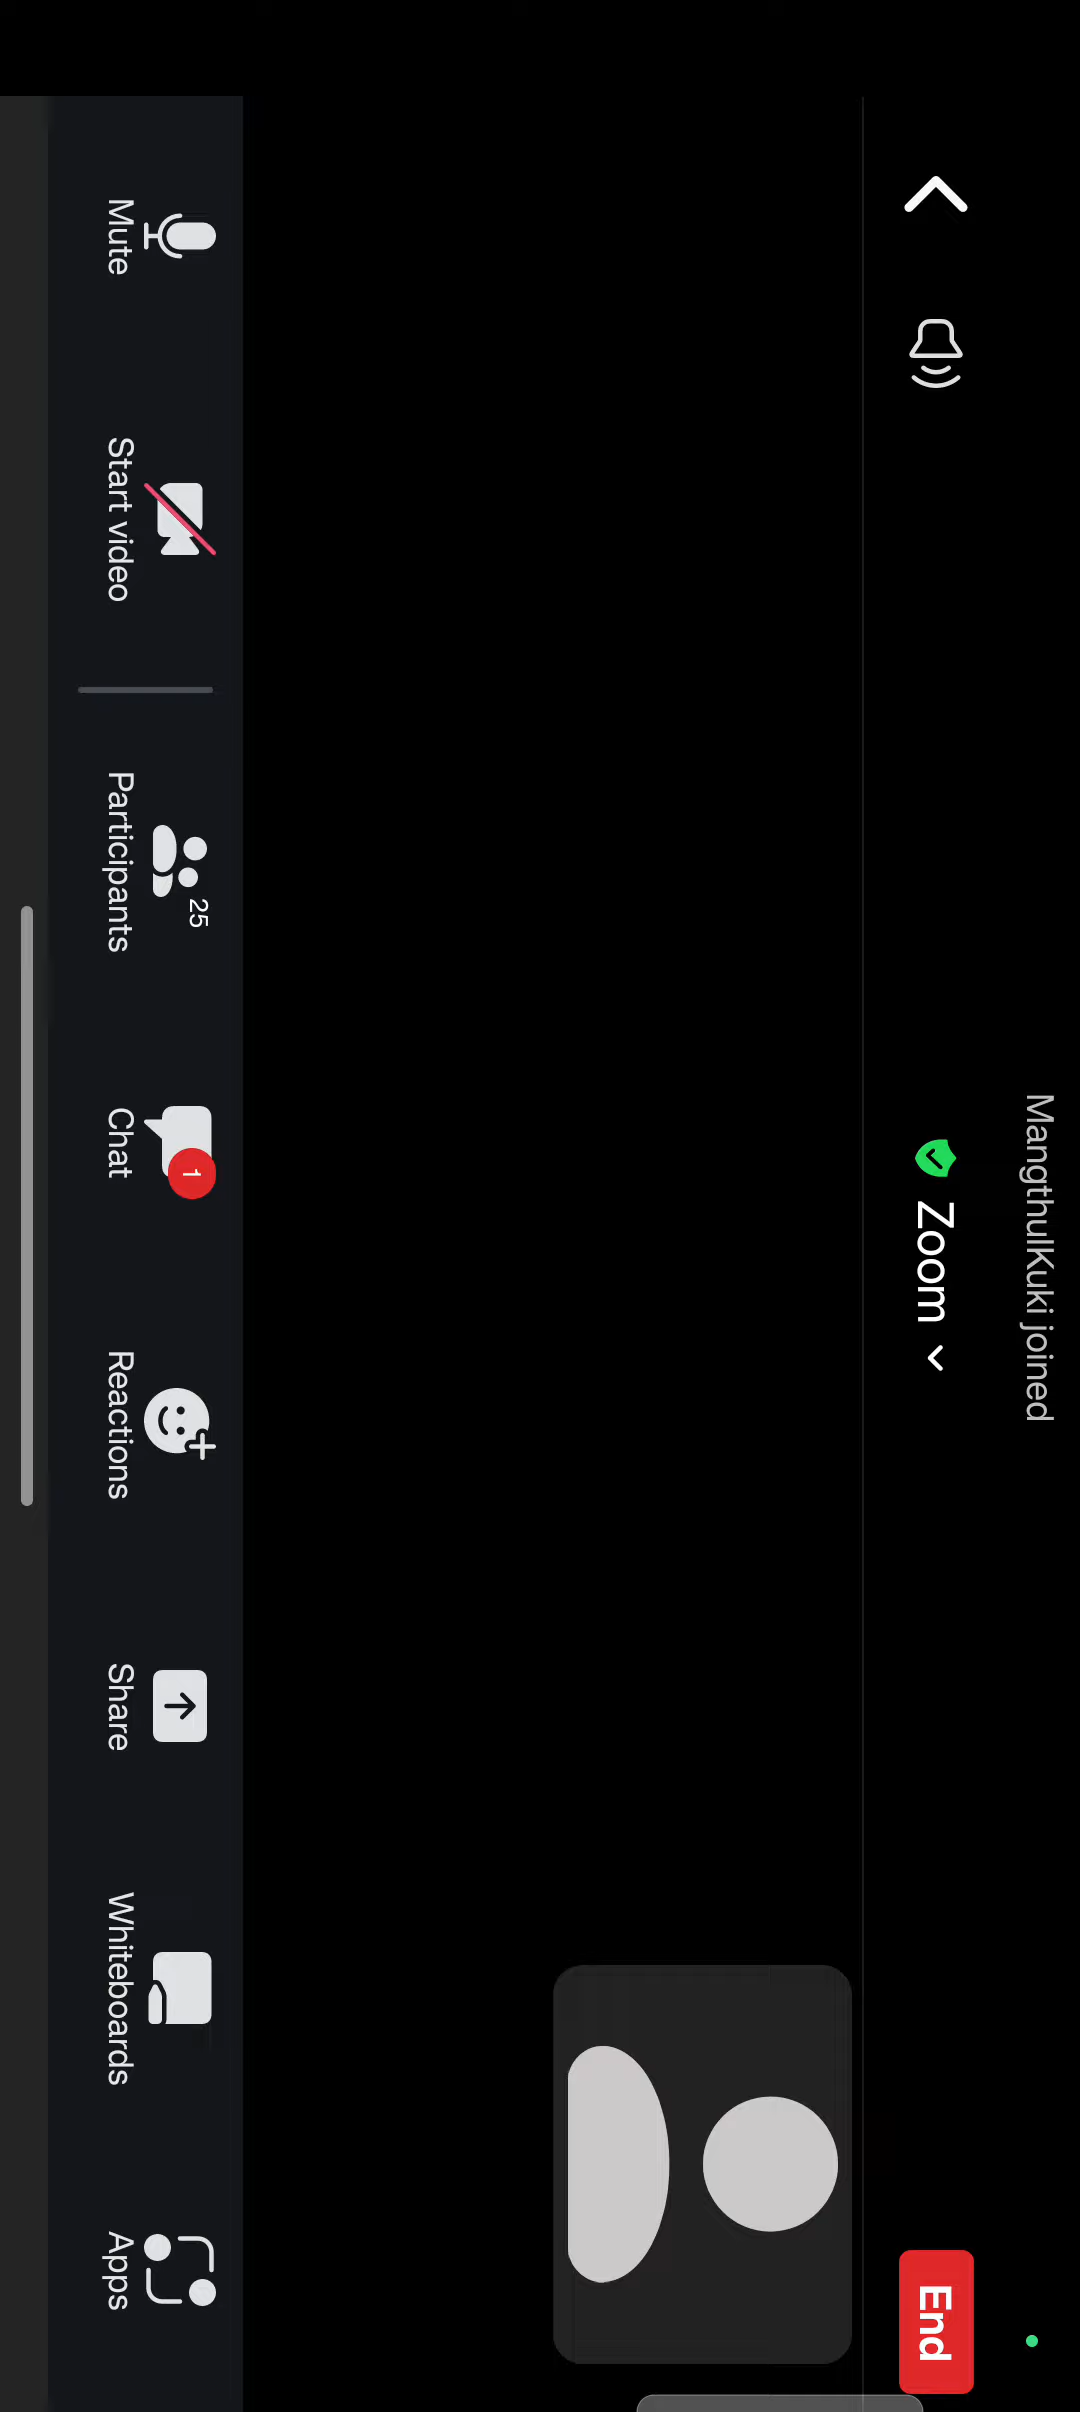 MangthulKuki joined
Zoom
End
Mute
Start video
25
Participants
1
Chat
Reactions
Share
Whiteboards
Apps